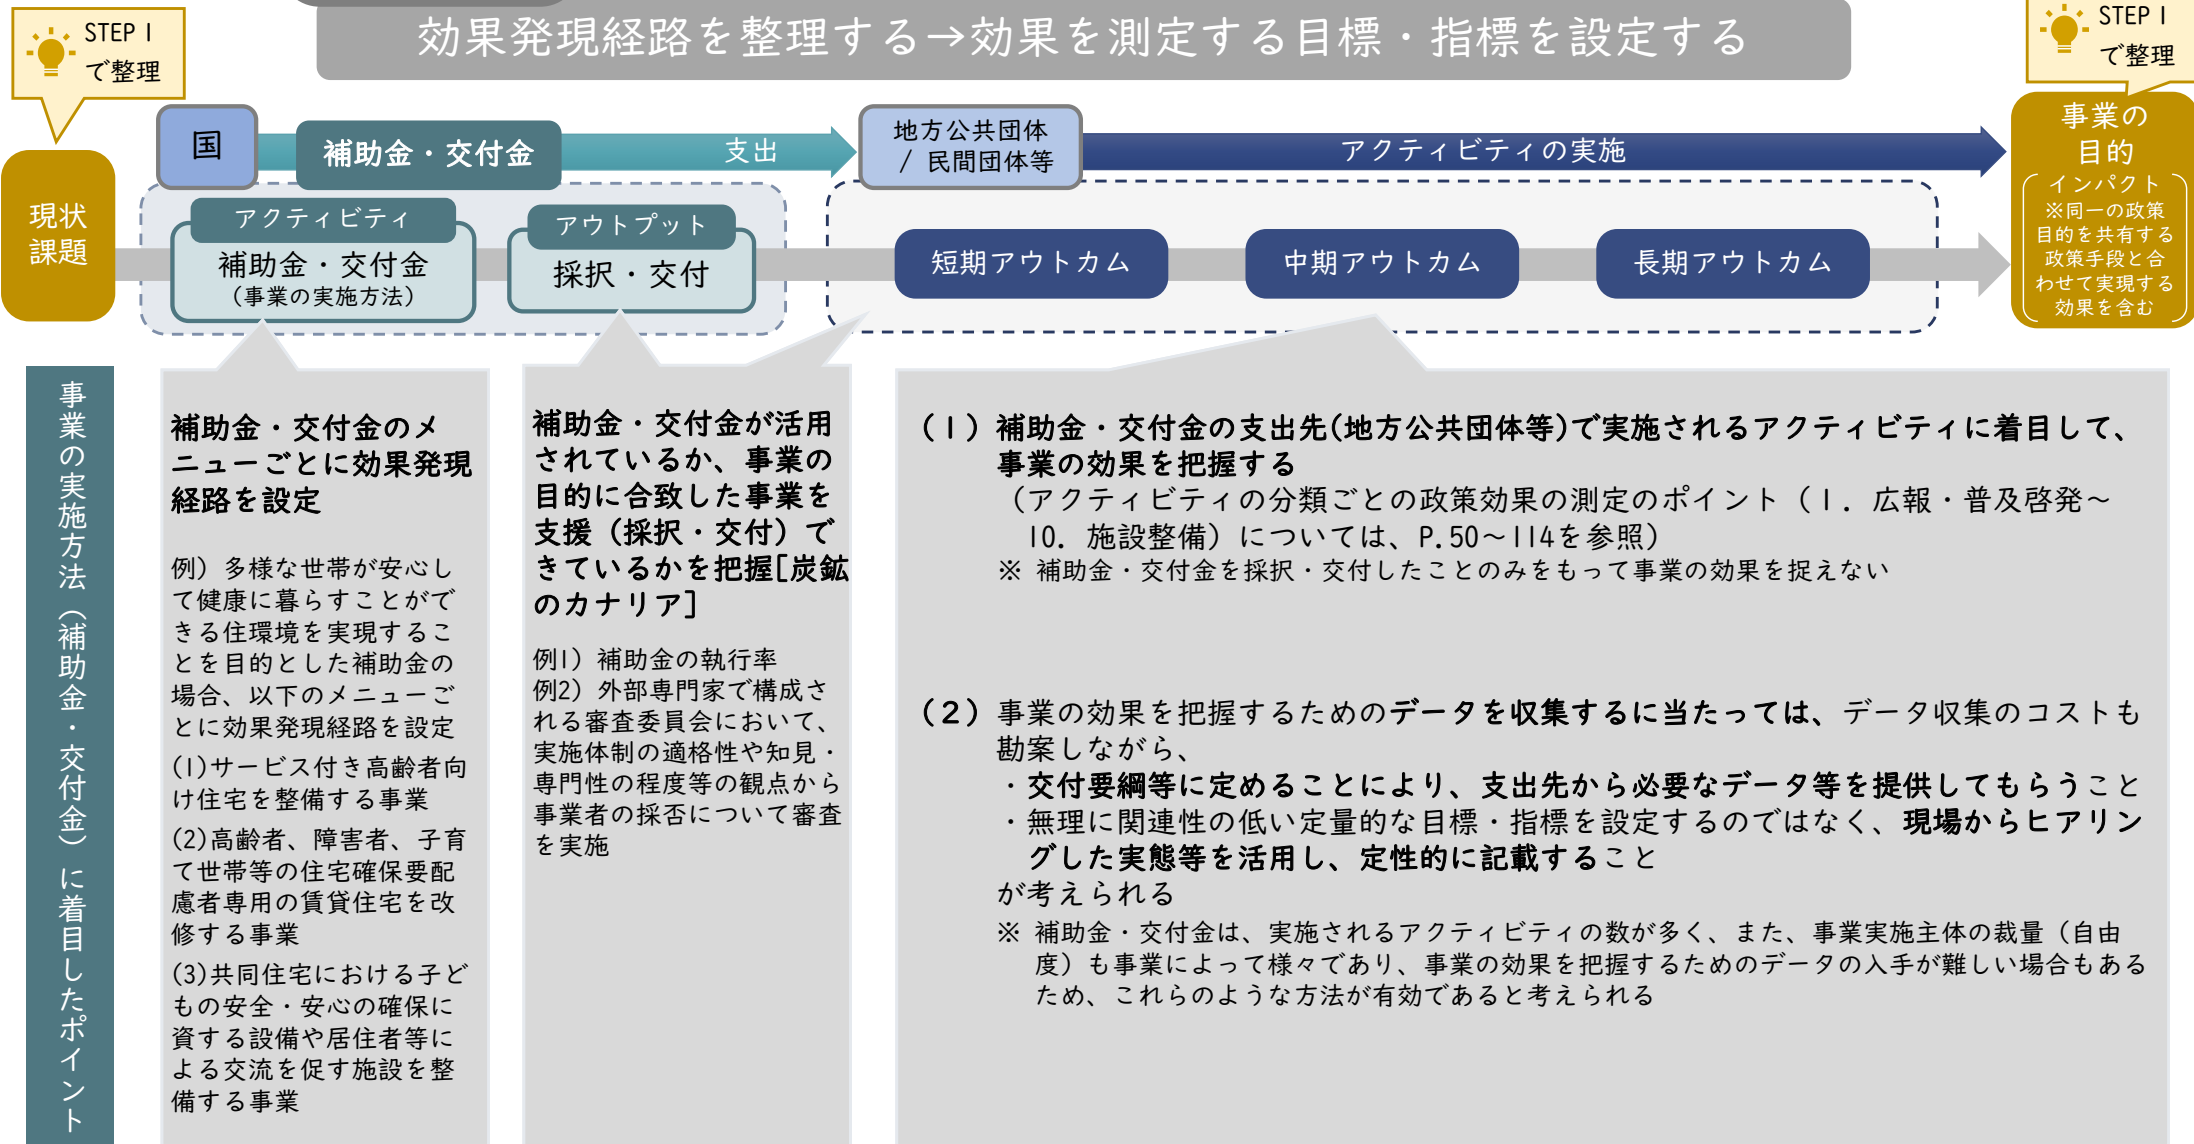 STEP 1
で整理
効果発現経路を整理する→効果を測定する目標・指標を設定する
STEP 1
で整理
国
補助金・交付金
支出
地方公共団体
/ 民間団体等
アクティビティの実施
事業の
目的
インパクト
※同一の政策
目的を共有する
政策手段と合
わせて実現する
効果を含む
現状
課題
アクティビティ
補助金・交付金
(事業の実施方法)
アウトプット
採択・交付
短期アウトカム
中期アウトカム
長期アウトカム
事業の実施方法(補助金・交付金)に着目したポイント
補助金・交付金のメ
ニューごとに効果発現
経路を設定
例）多様な世帯が安心し
て健康に暮らすことがで
きる住環境を実現するこ
とを目的とした補助金の
場合、以下のメニューご
とに効果発現経路を設定
(1)サービス付き高齢者向
け住宅を整備する事業
(2)高齢者、障害者、子育
て世帯等の住宅確保要配
慮者専用の賃貸住宅を改
修する事業
(3)共同住宅における子ど
もの安全・安心の確保に
資する設備や居住者等に
よる交流を促す施設を整
備する事業
補助金・交付金が活用
されているか、事業の
目的に合致した事業を
支援（採択・交付）で
きているかを把握[炭鉱
のカナリア]
例1）補助金の執行率
例2）外部専門家で構成さ
れる審査委員会において、
実施体制の適格性や知見・
専門性の程度等の観点から
事業者の採否について審査
を実施
（1）補助金・交付金の支出先(地方公共団体等)で実施されるアクティビティに着目して、
事業の効果を把握する
（アクティビティの分類ごとの政策効果の測定のポイント（1. 広報・普及啓発～
10. 施設整備）については、P.50～114を参照）
※ 補助金・交付金を採択・交付したことのみをもって事業の効果を捉えない
（2）事業の効果を把握するためのデータを収集するに当たっては、データ収集のコストも
勘案しながら、
・交付要綱等に定めることにより、支出先から必要なデータ等を提供してもらうこと
・無理に関連性の低い定量的な目標・指標を設定するのではなく、現場からヒアリン
グした実態等を活用し、定性的に記載すること
が考えられる
※ 補助金・交付金は、実施されるアクティビティの数が多く、また、事業実施主体の裁量（自由
度）も事業によって様々であり、事業の効果を把握するためのデータの入手が難しい場合もある
ため、これらのような方法が有効であると考えられる